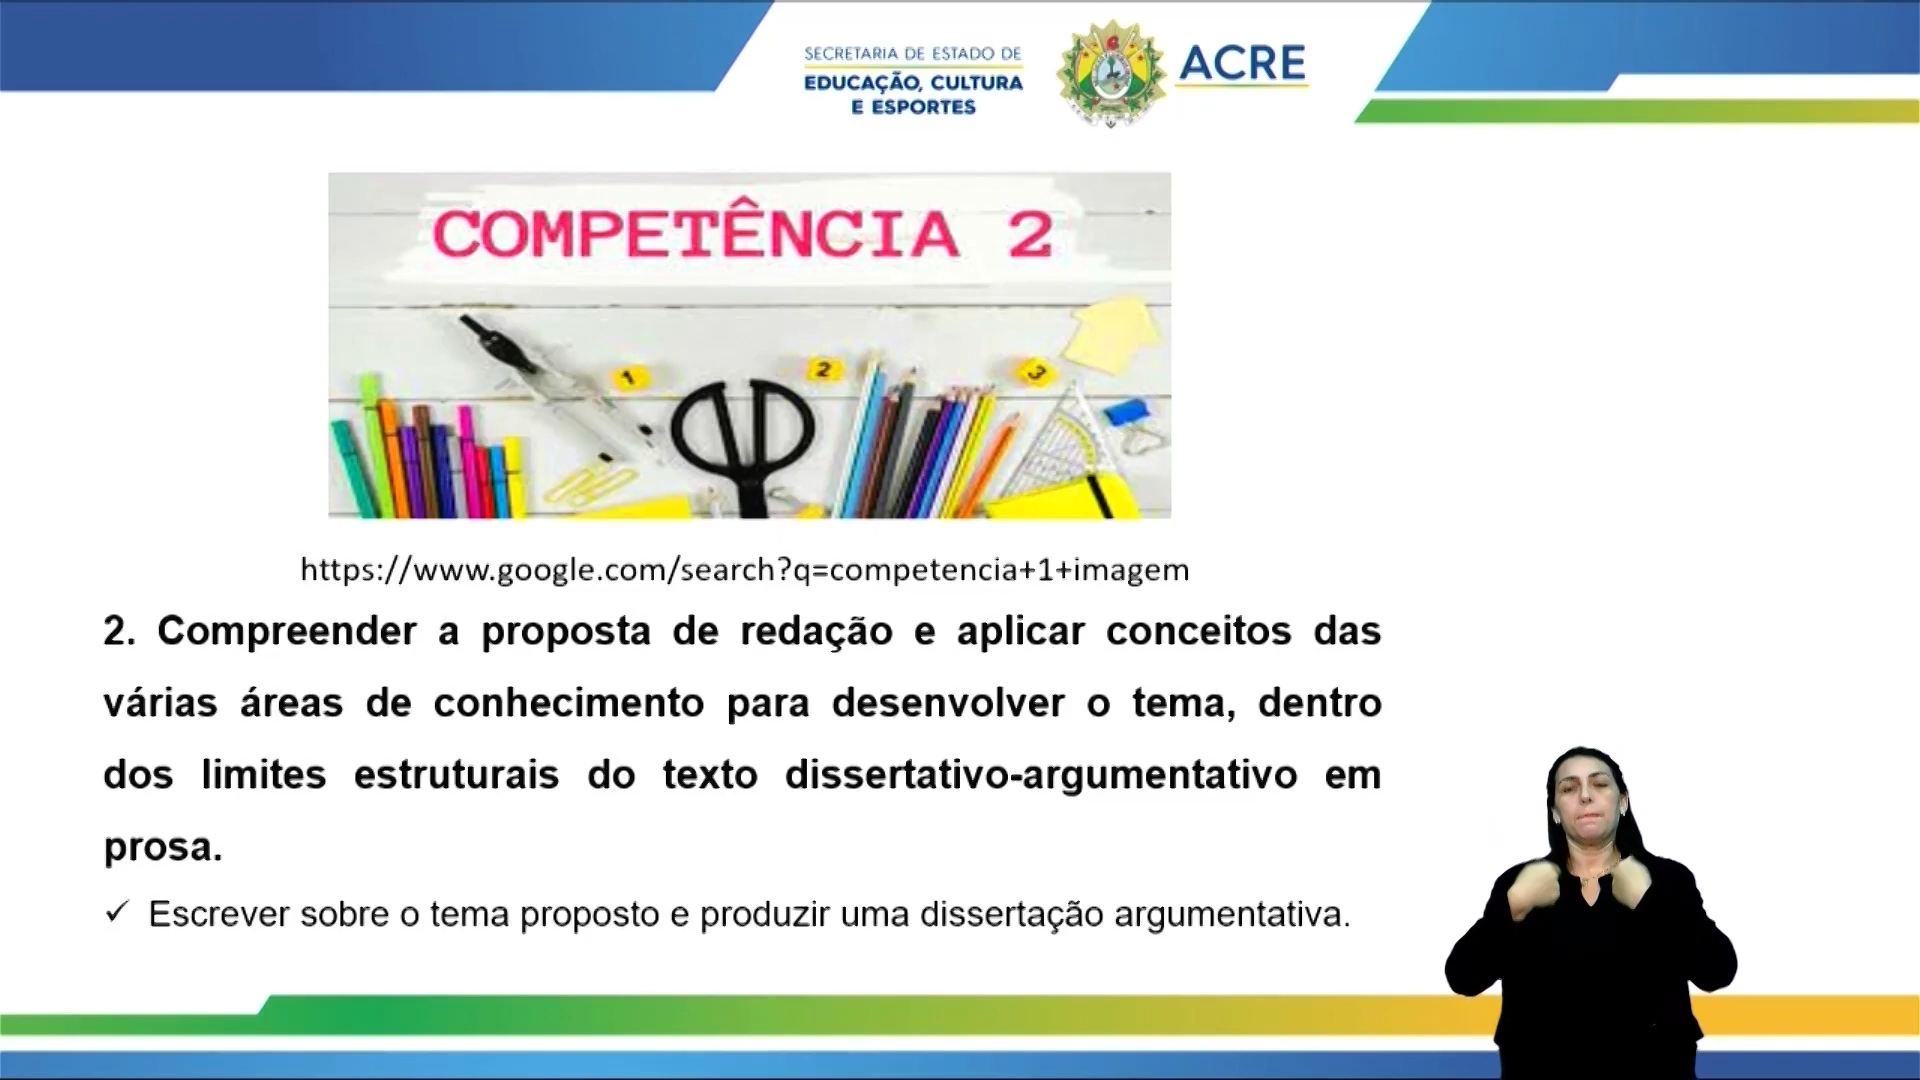 SECRETARIA DE ESTADO DE
EDUCAÇÃO, CULTURA
E ESPORTES
ACRE
COMPETÊNCIA 2
1
2
3
https://www.google.com/search?q=competencia+1+imagem
2. Compreender a proposta de redação e aplicar conceitos das
várias áreas de conhecimento para desenvolver o tema, dentro
dos limites estruturais do texto dissertativo-argumentativo em
prosa.
✓ Escrever sobre o tema proposto e produzir uma dissertação argumentativa.